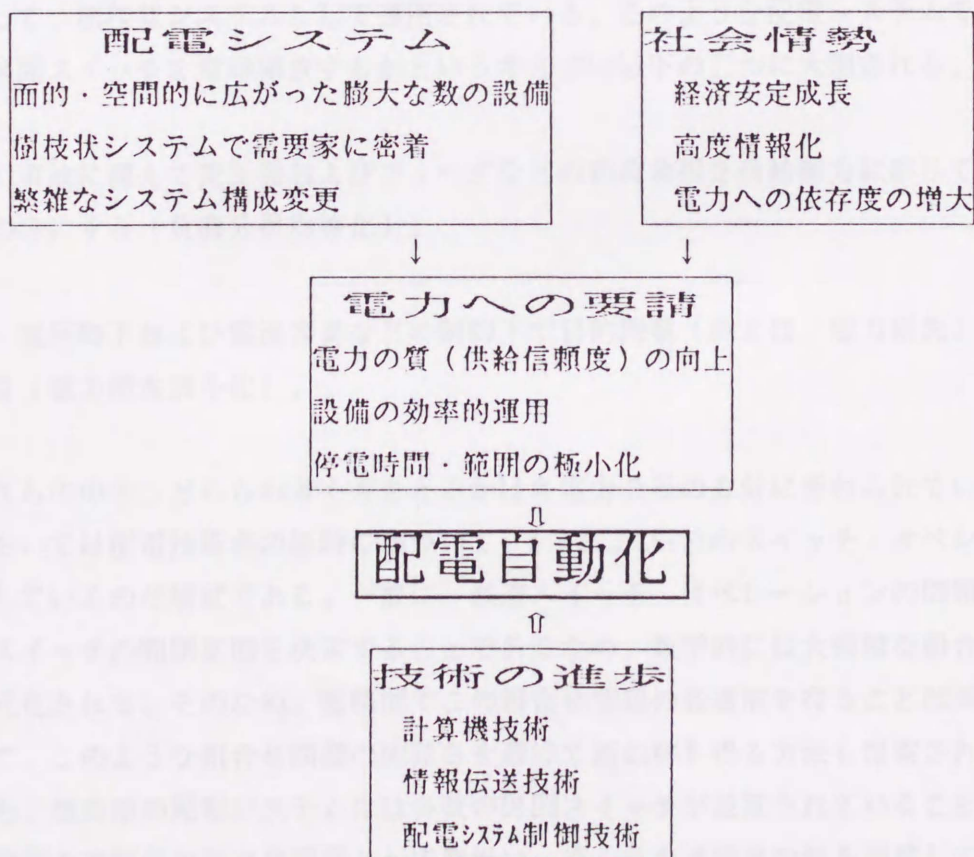 配電システム
面的・空間的に広がった膨大な数の設備
樹枝状システムで需要家に密着
繁雑なシステム構成変更
社会情勢
経済安定成長
高度情報化
電力への依存度の増大
↓
↓
電力への要請
電力の質（供給信頼度）の向上
設備の効率的運用
停電時間・範囲の極小化
⇩
配電自動化
⇧
技術の進歩
計算機技術
情報伝送技術
配電システム制御技術